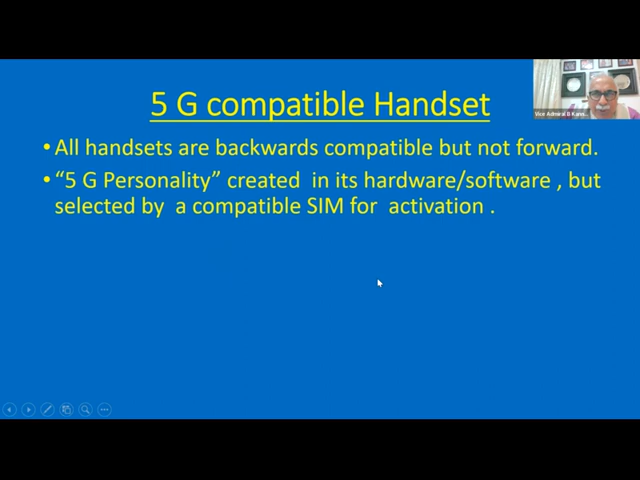 5 G compatible Handset
• All handsets are backwards compatible but not forward.
• “5 G Personality” created in its hardware/software , but
selected by a compatible SIM for activation .
Vice Admiral B Kann...